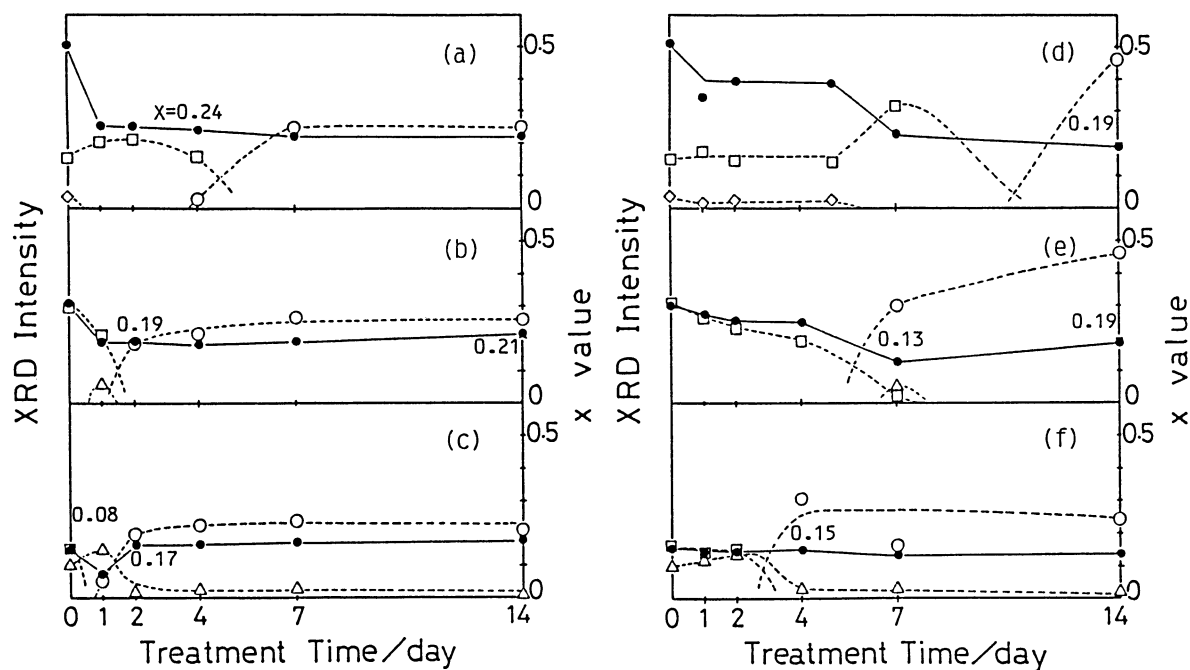 XRD Intensity
(a)
0.5
X=0.24
0
(b)
0.5
0.19
0.21
0
(c)
0.5
0.08
0.17
0
0 1 2 4 7 14
Treatment Time/day
x value
XRD Intensity
(d)
0.5
0.19
0
(e)
0.5
0.13
0.19
0
(f)
0.5
0.15
0
0 1 2 4 7 14
Treatment Time/day
x value